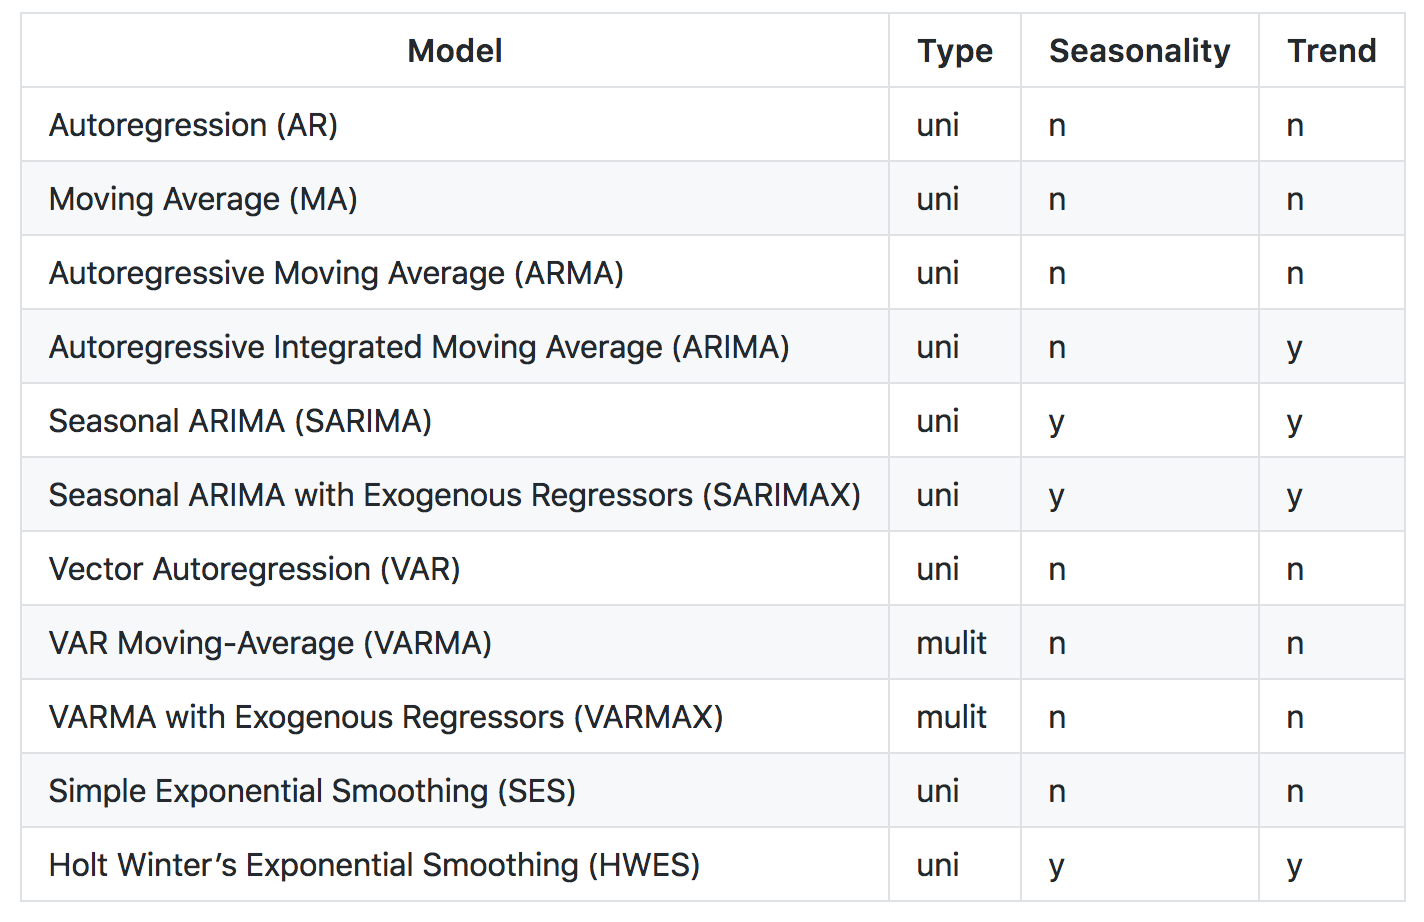 Model Type Seasonality Trend
Autoregression (AR) uni n n
Moving Average (MA) uni n n
Autoregressive Moving Average (ARMA) uni n n
Autoregressive Integrated Moving Average (ARIMA) uni n y
Seasonal ARIMA (SARIMA) uni y y
Seasonal ARIMA with Exogenous Regressors (SARIMAX) uni y y
Vector Autoregression (VAR) uni n n
VAR Moving-Average (VARMA) mulit n n
VARMA with Exogenous Regressors (VARMAX) mulit n n
Simple Exponential Smoothing (SES) uni n n
Holt Winter’s Exponential Smoothing (HWES) uni y y